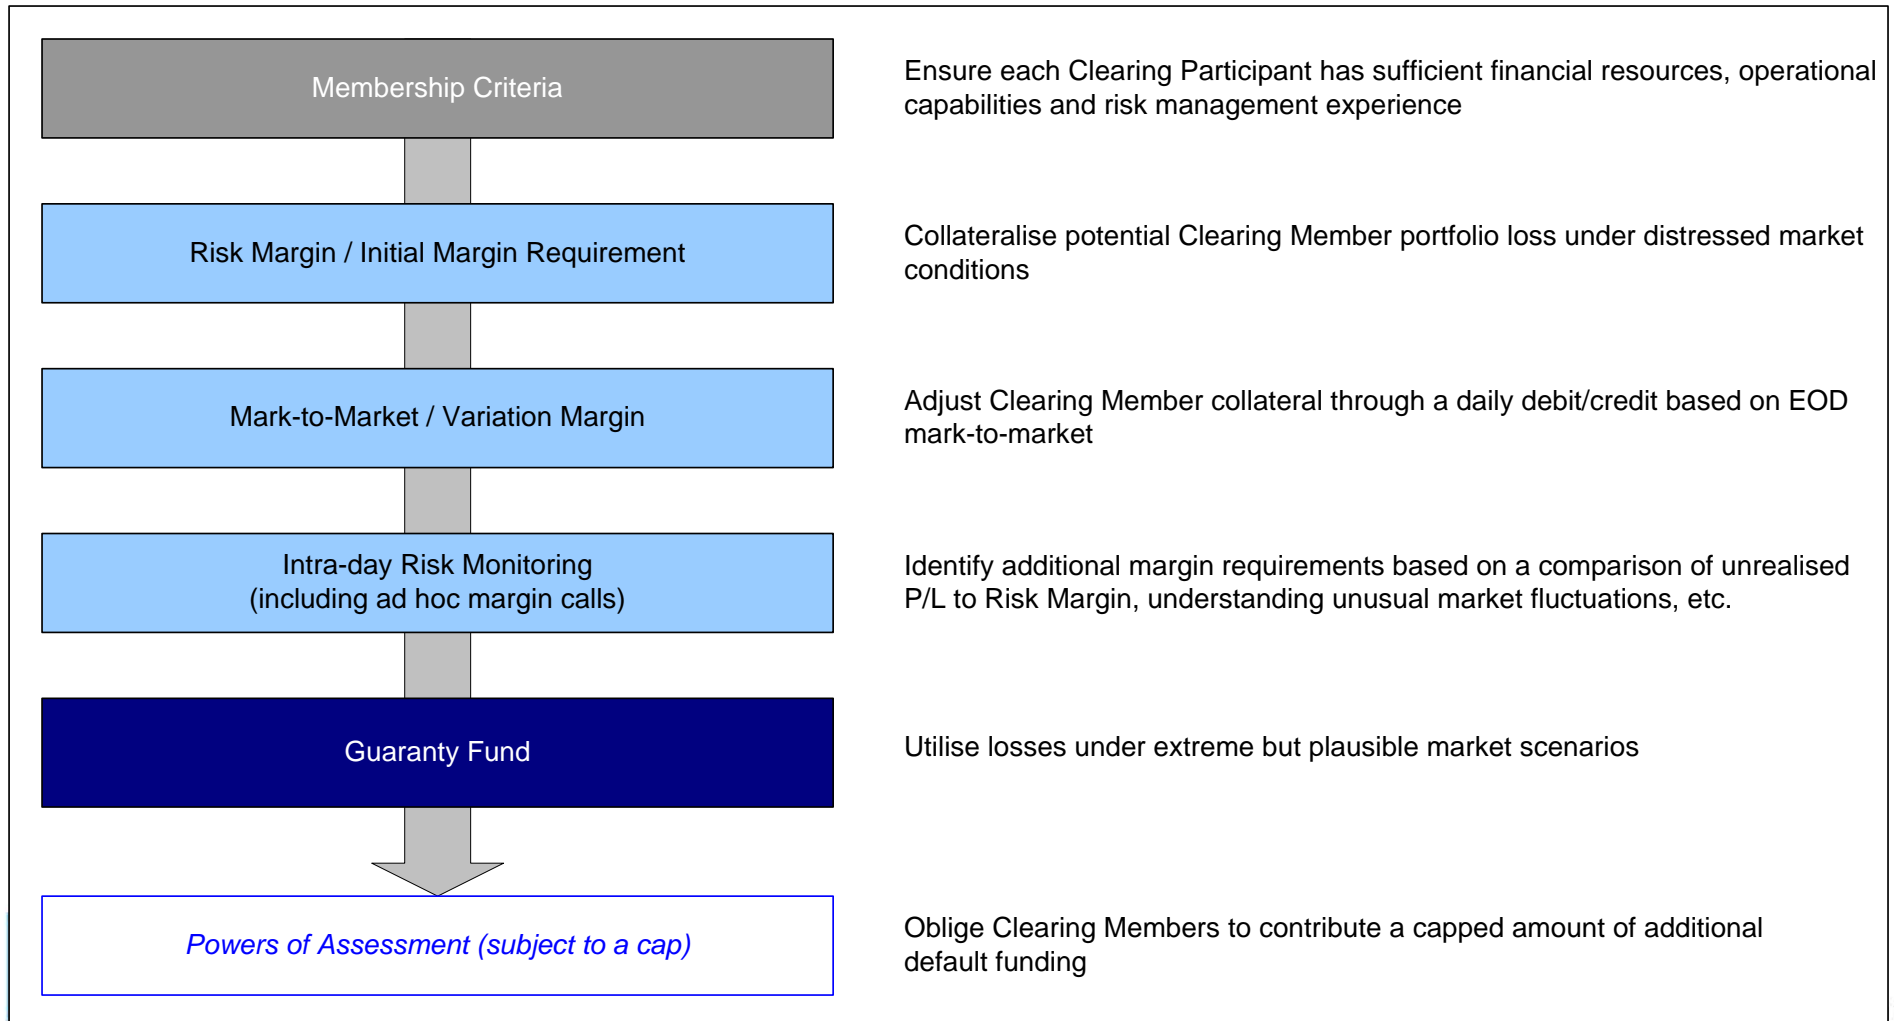 Membership Criteria
Ensure each Clearing Participant has sufficient financial resources, operational
capabilities and risk management experience
Risk Margin / Initial Margin Requirement
Collateralise potential Clearing Member portfolio loss under distressed market
conditions
Mark-to-Market / Variation Margin
Adjust Clearing Member collateral through a daily debit/credit based on EOD
mark-to-market
Intra-day Risk Monitoring
(including ad hoc margin calls)
Identify additional margin requirements based on a comparison of unrealised
P/L to Risk Margin, understanding unusual market fluctuations, etc.
Guaranty Fund
Utilise losses under extreme but plausible market scenarios
Powers of Assessment (subject to a cap)
Oblige Clearing Members to contribute a capped amount of additional
default funding